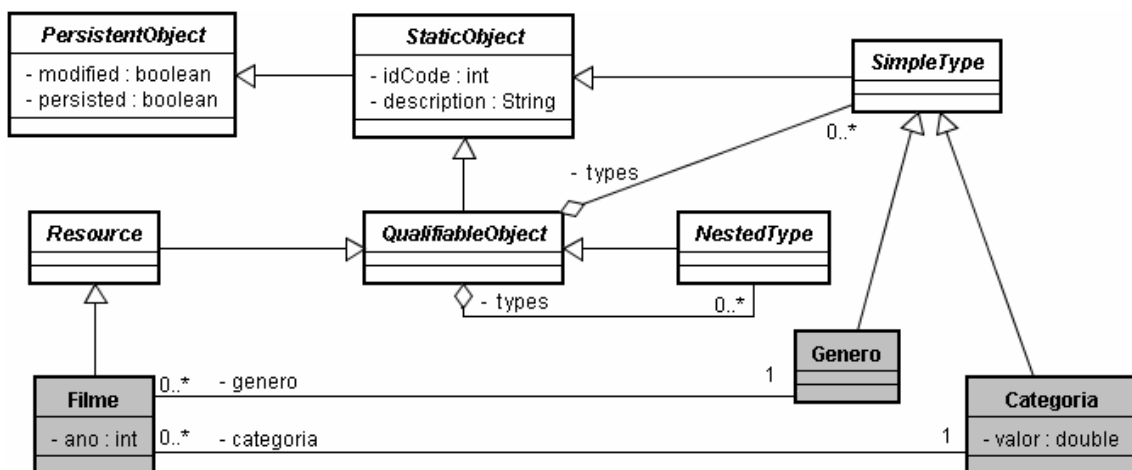 PersistentObject
- modified : boolean
- persisted : boolean
StaticObject
- idCode : int
- description : String
SimpleType
0..*
- types
Resource
QualifiableObject
NestedType
- types
0..*
Genero
Filme
- ano : int
0..*
- genero
1
0..*
- categoria
1
Categoria
- valor : double